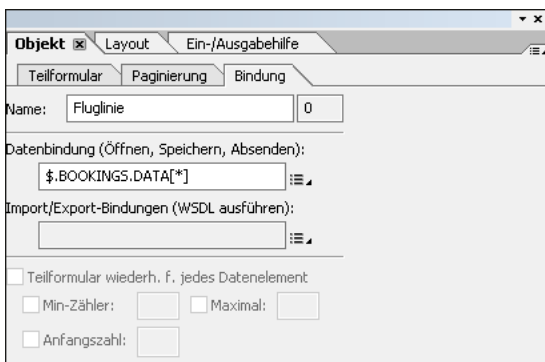 Objekt Layout Ein-/Ausgabehilfe
Teilformular Paginierung Bindung
Name: Fluglinie 0
Datenbindung (Öffnen, Speichern, Absenden):
$.BOOKINGS.DATA[*]
Import/Export-Bindungen (WSDL ausführen):
Teilformular wiederh. f. jedes Datenelement
Min-Zähler: Maximal:
Anfangszahl: